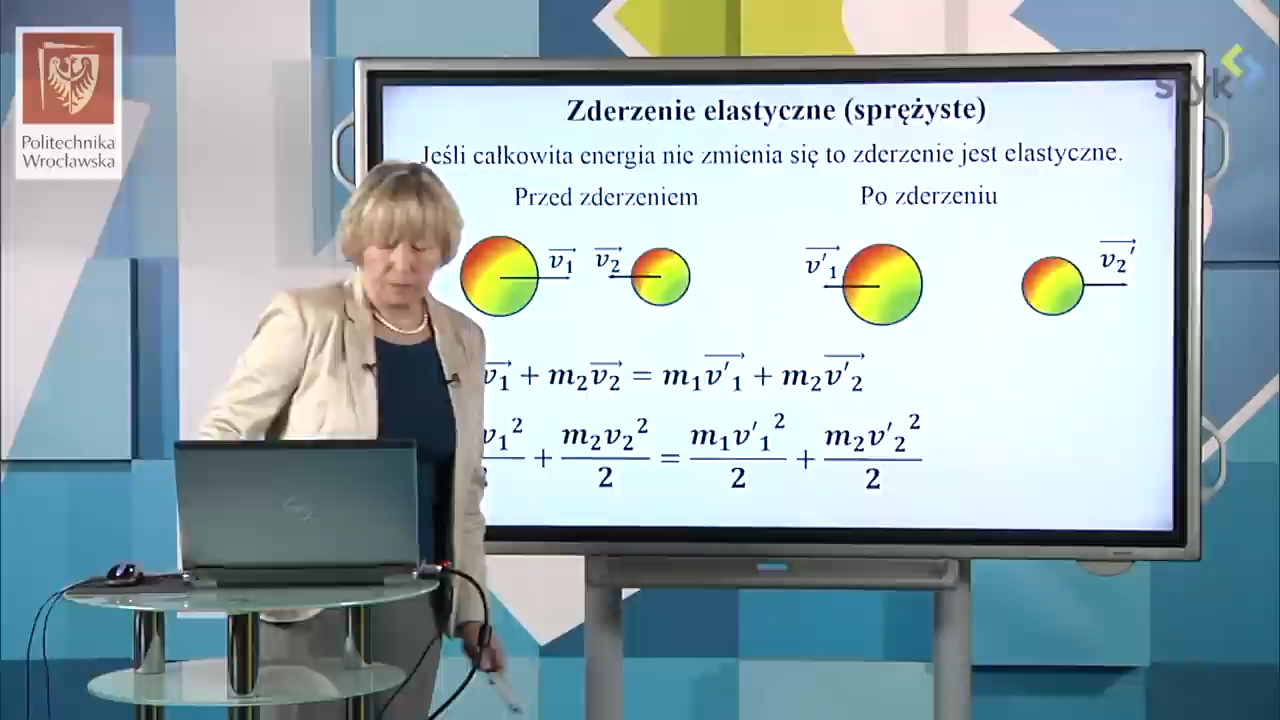 Politechnika
Wrocławska
styk
Zderzenie elastyczne (sprężyste)
Jeśli całkowita energia nie zmienia się to zderzenie jest elastyczne.
Przed zderzeniem
Po zderzeniu
v₁⃗ v₂⃗ v′₁⃗ v₂′⃗
v₁⃗ + m₂v₂⃗ = m₁v′₁⃗ + m₂v′₂⃗
v₁²/2 + m₂v₂²/2 = m₁v′₁²/2 + m₂v′₂²/2